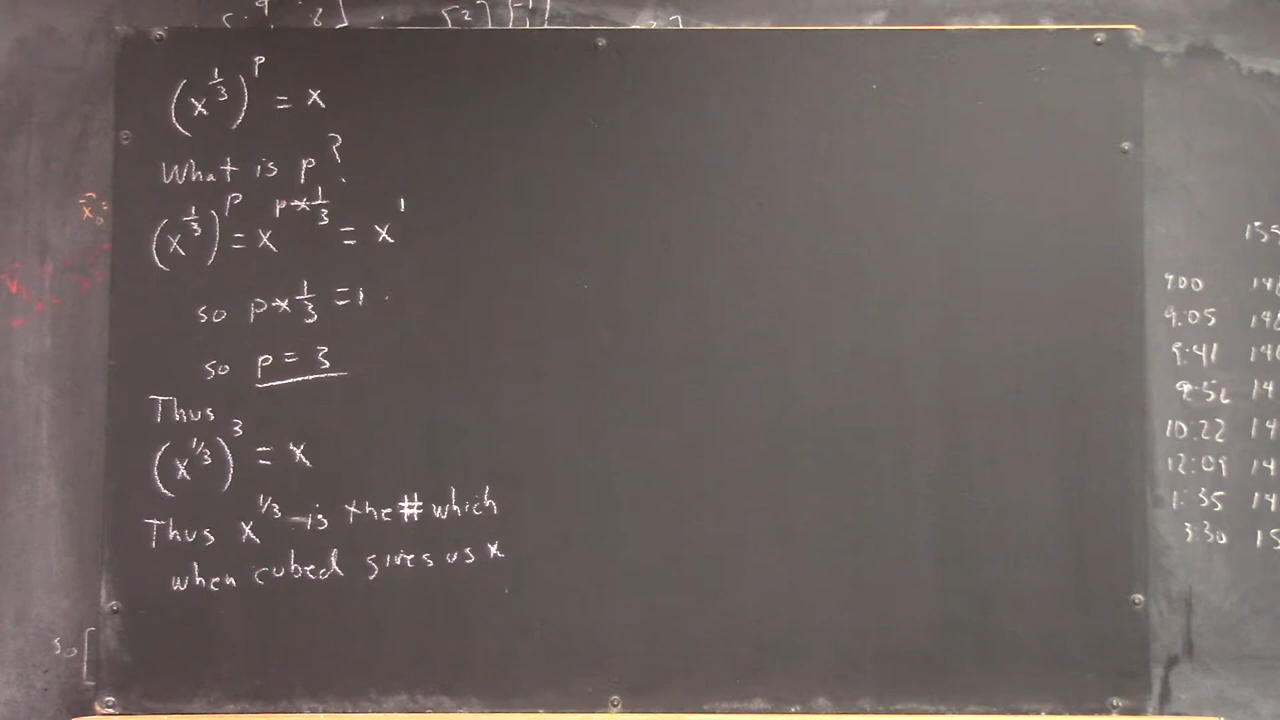 (x^{1/3})^p = x
What is p?
(x^{1/3})^p = x^{p*1/3} = x^1
so p*1/3 = 1
so p = 3
Thus
(x^{1/3})^3 = x
Thus x^{1/3} is the # which
when cubed gives us x
so [
9:00
9:05
9:41
10:22
12:09
1:35
3:30